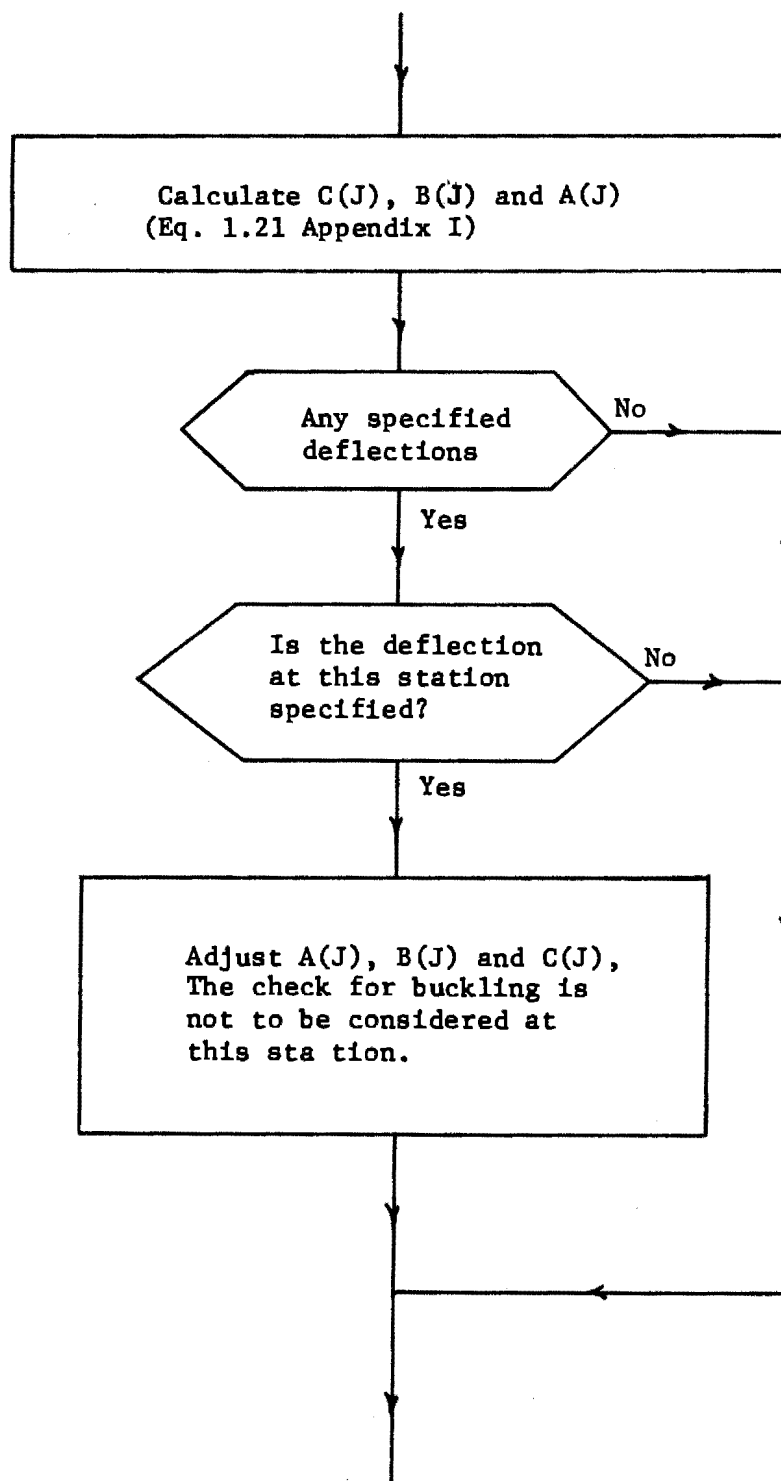 Calculate C(J), B(J) and A(J)
(Eq. 1.21 Appendix I)
Any specified
deflections
No
Yes
Is the deflection
at this station
specified?
No
Yes
Adjust A(J), B(J) and C(J),
The check for buckling is
not to be considered at
this sta tion.